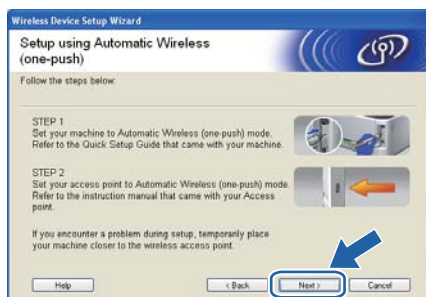 Wireless Device Setup Wizard
Setup using Automatic Wireless
(one-push)
Follow the steps below:
STEP 1
Set your machine to Automatic Wireless (one-push) mode.
Refer to the Quick Setup Guide that came with your machine.
STEP 2
Set your access point to Automatic Wireless (one-push) mode.
Refer to the instruction manual that came with your Access
point.
If you encounter a problem during setup, temporarily place
your machine closer to the wireless access point.
Help
< Back
Next >
Cancel